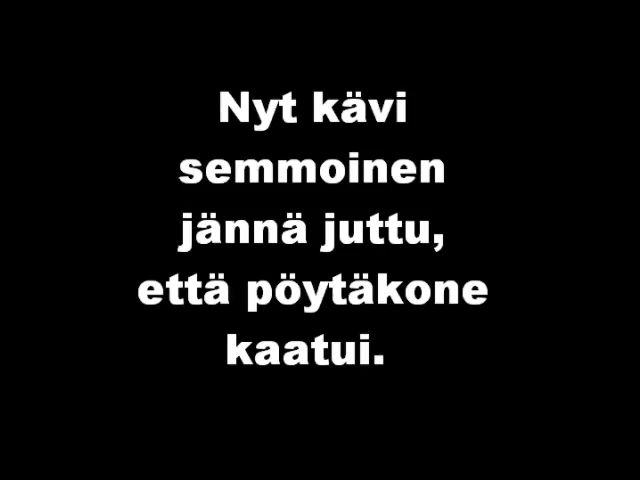 Nyt kävi
semmoinen
jännä juttu,
että pöytäkone
kaatui.